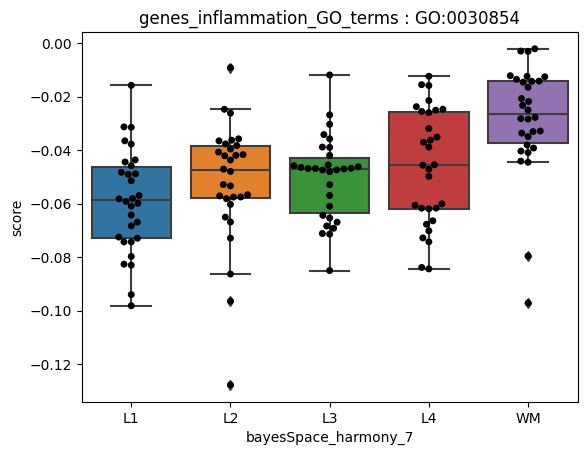 genes_inflammation_GO_terms : GO:0030854
0.00
−0.02
−0.04
−0.06
−0.08
−0.10
−0.12
score
L1 L2 L3 L4 WM
bayesSpace_harmony_7